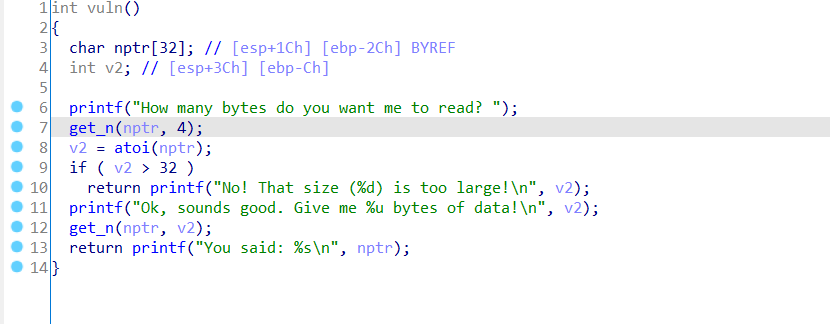 1 int vuln()
2 {
3 char nptr[32]; // [esp+1Ch] [ebp-2Ch] BYREF
4 int v2; // [esp+3Ch] [ebp-Ch]
5
6 printf("How many bytes do you want me to read? ");
7 get_n(nptr, 4);
8 v2 = atoi(nptr);
9 if ( v2 > 32 )
10 return printf("No! That size (%d) is too large!\n", v2);
11 printf("Ok, sounds good. Give me %u bytes of data!\n", v2);
12 get_n(nptr, v2);
13 return printf("You said: %s\n", nptr);
14 }